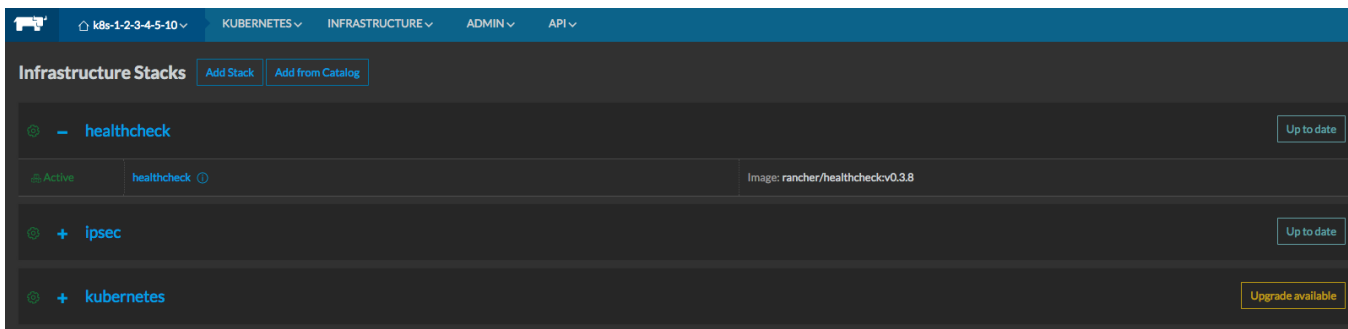 k8s-1-2-3-4-5-10 KUBERNETES INFRASTRUCTURE ADMIN API
Infrastructure Stacks Add Stack Add from Catalog
healthcheck Up to date
Active healthcheck Image: rancher/healthcheck:v0.3.8
ipsec Up to date
kubernetes Upgrade available